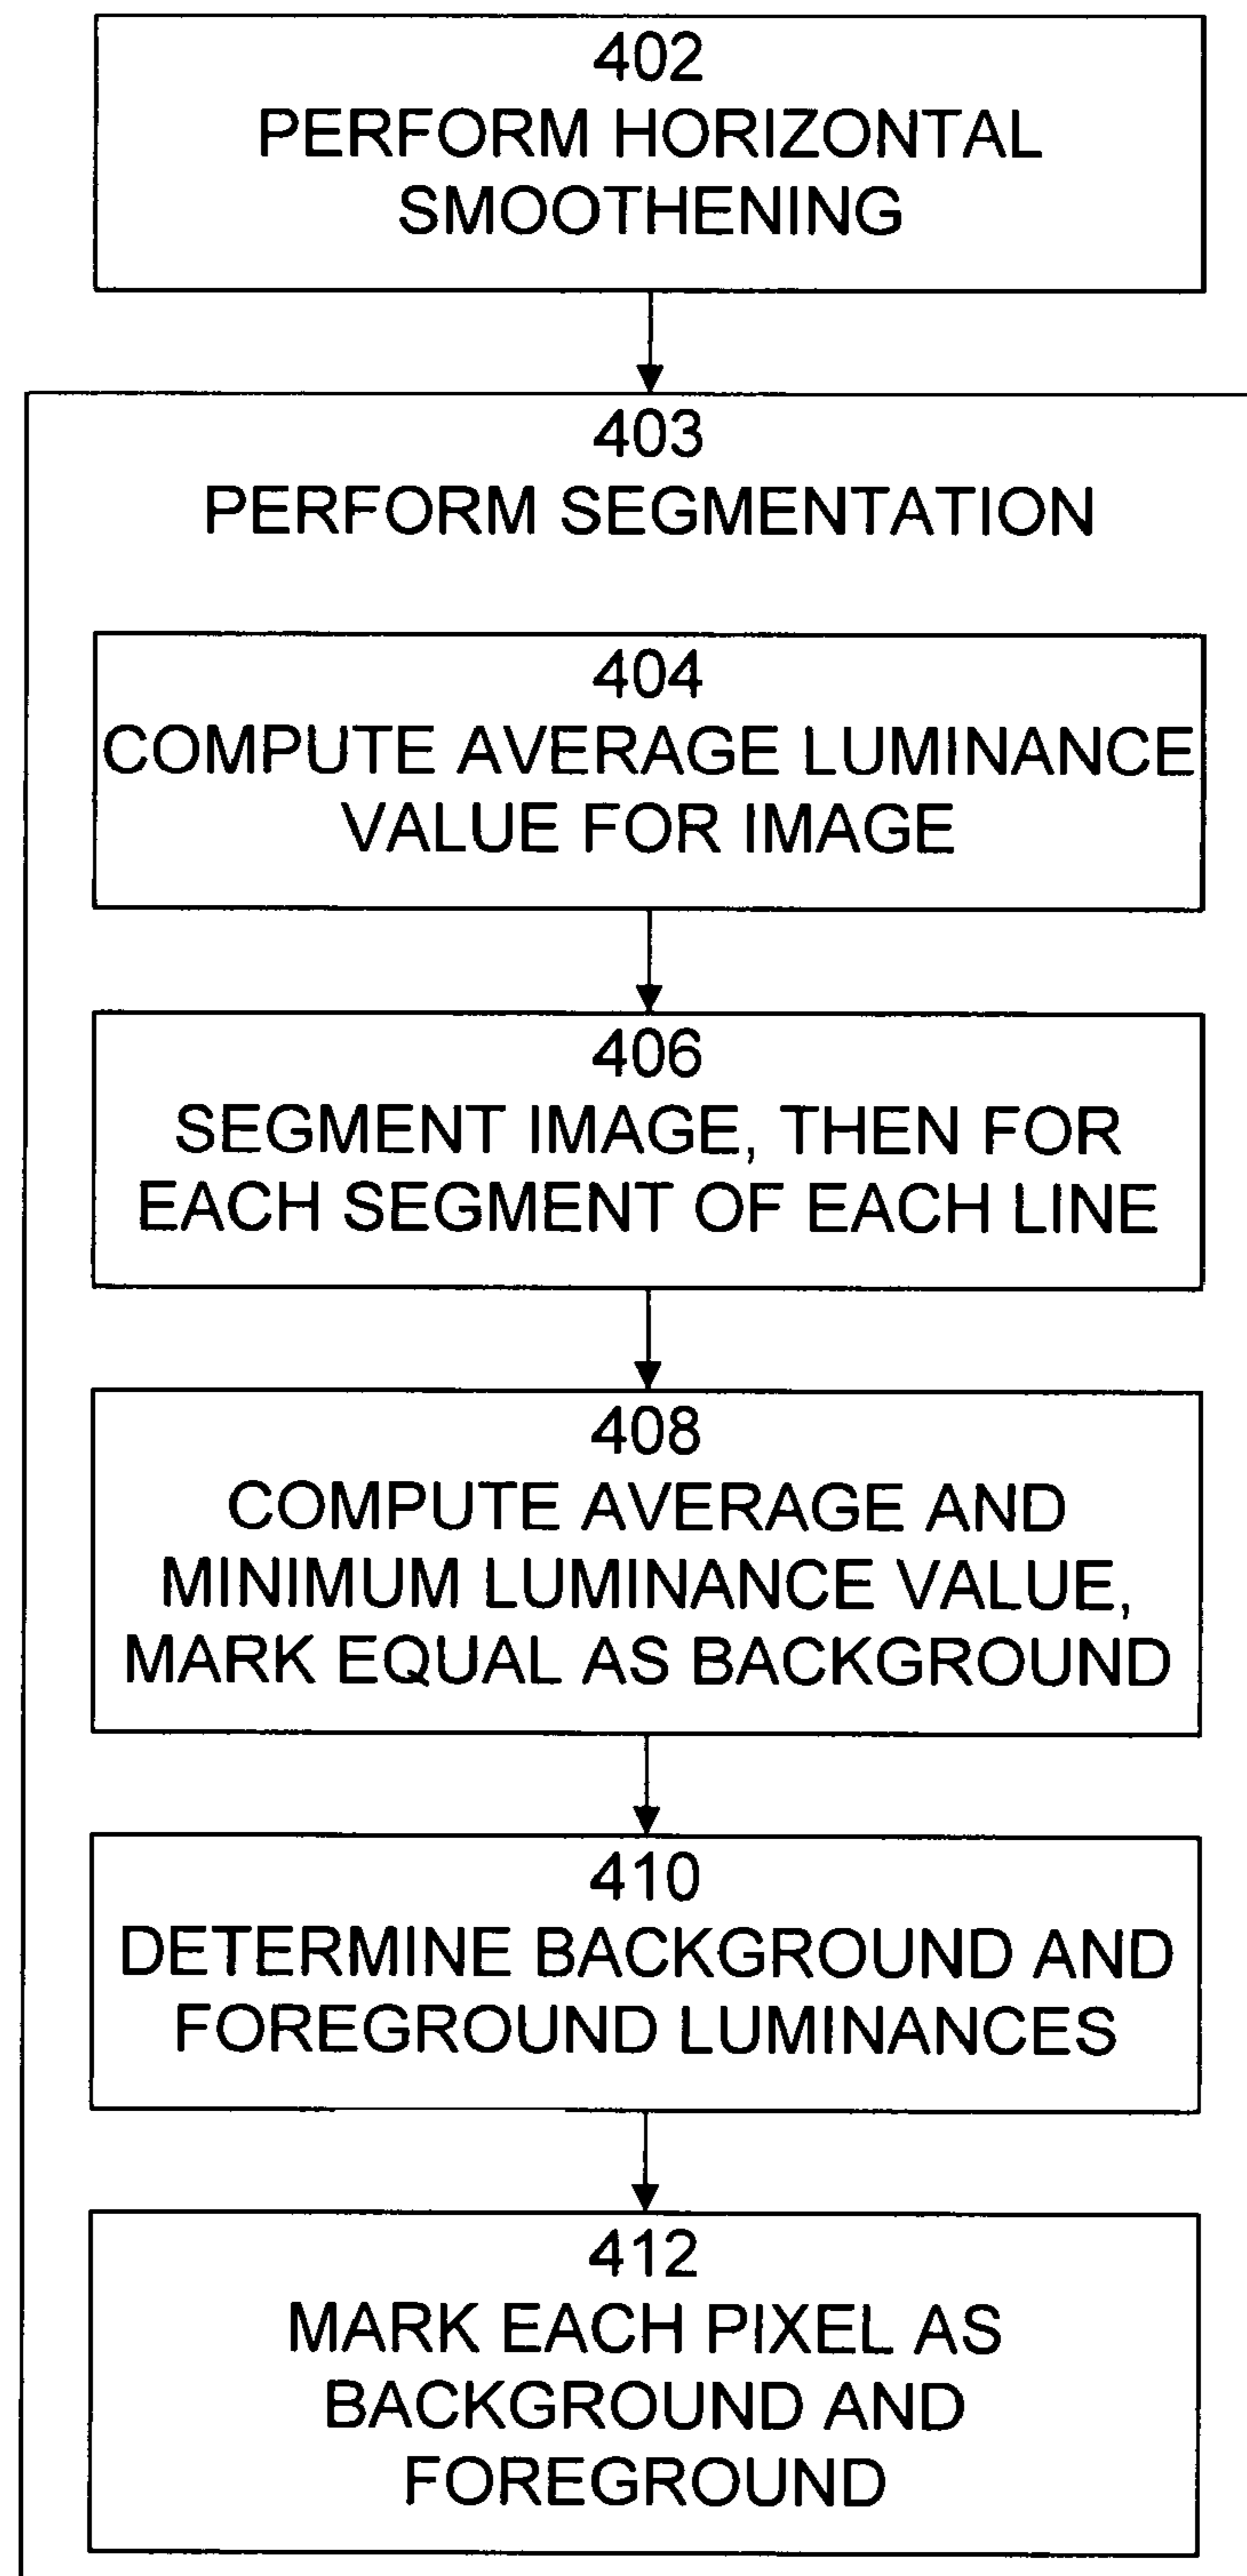 402
PERFORM HORIZONTAL
SMOOTHENING
403
PERFORM SEGMENTATION
404
COMPUTE AVERAGE LUMINANCE
VALUE FOR IMAGE
406
SEGMENT IMAGE, THEN FOR
EACH SEGMENT OF EACH LINE
408
COMPUTE AVERAGE AND
MINIMUM LUMINANCE VALUE,
MARK EQUAL AS BACKGROUND
410
DETERMINE BACKGROUND AND
FOREGROUND LUMINANCES
412
MARK EACH PIXEL AS
BACKGROUND AND
FOREGROUND